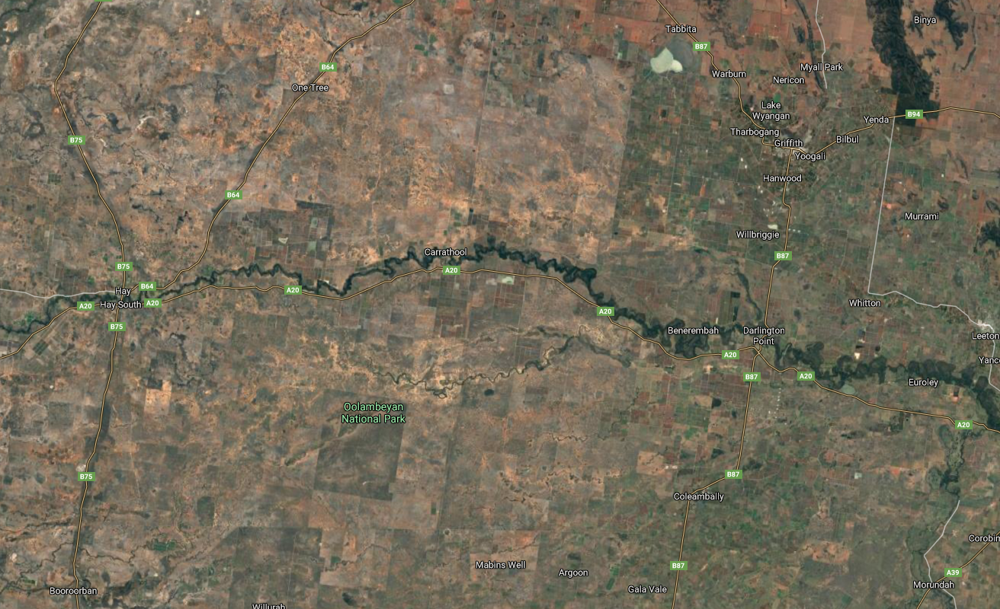 Binya
Tabbita
B87
B64
Myall Park
Warburn
Nericon
One Tree
Lake
Wyangan
B94
Yenda
Tharbogang
B75
Bilbul
Griffith
Yoogali
Hanwood
B64
Murrami
Willbriggie
Carrathool
B87
B75
A20
B64
Hay
A20
A20
Hay South
A20
Whitton
A20
B75
Benerembah
Darlington
Point
Leeton
A20
Yanco
B87
A20
Euroley
Oolambeyan
National Park
A20
B87
B75
Coleambally
Corobin
Mabins Well
B87
Argoon
A39
Morundah
Gala Vale
Booroorban
Willurah